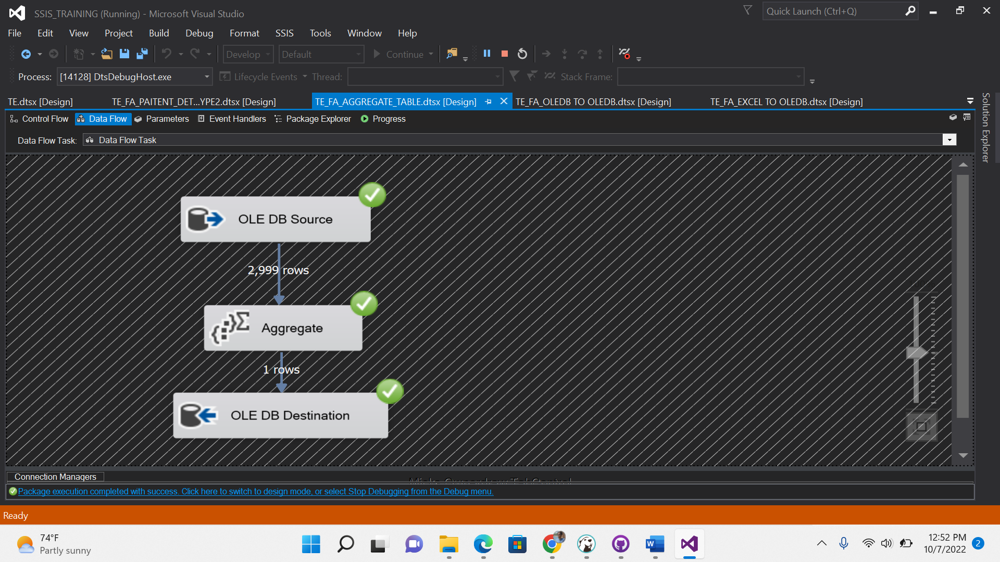 SSIS_TRAINING (Running) - Microsoft Visual Studio
Quick Launch (Ctrl+Q)
File Edit View Project Build Debug Format SSIS Tools Window Help
Develop Default Continue
Process: [14128] DtsDebugHost.exe Lifecycle Events Thread: Stack Frame:
TE.dtsx [Design] TE_FA_PAITENT_DET...YPE2.dtsx [Design] TE_FA_AGGREGATE_TABLE.dtsx [Design] TE_FA_OLEDB TO OLEDB.dtsx [Design] TE_FA_EXCEL TO OLEDB.dtsx [Design]
Solution Explorer
Control Flow Data Flow Parameters Event Handlers Package Explorer Progress
Data Flow Task: Data Flow Task
OLE DB Source
2,999 rows
Aggregate
1 rows
OLE DB Destination
Connection Managers
Package execution completed with success. Click here to switch to design mode, or select Stop Debugging from the Debug menu.
Ready
74°F
Partly sunny
12:52 PM
10/7/2022
2